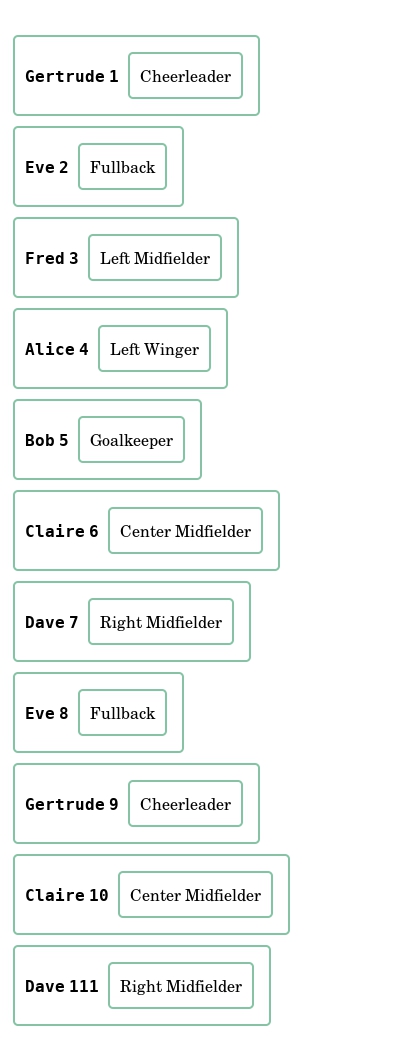 Gertrude 1 Cheerleader
Eve 2 Fullback
Fred 3 Left Midfielder
Alice 4 Left Winger
Bob 5 Goalkeeper
Claire 6 Center Midfielder
Dave 7 Right Midfielder
Eve 8 Fullback
Gertrude 9 Cheerleader
Claire 10 Center Midfielder
Dave 111 Right Midfielder